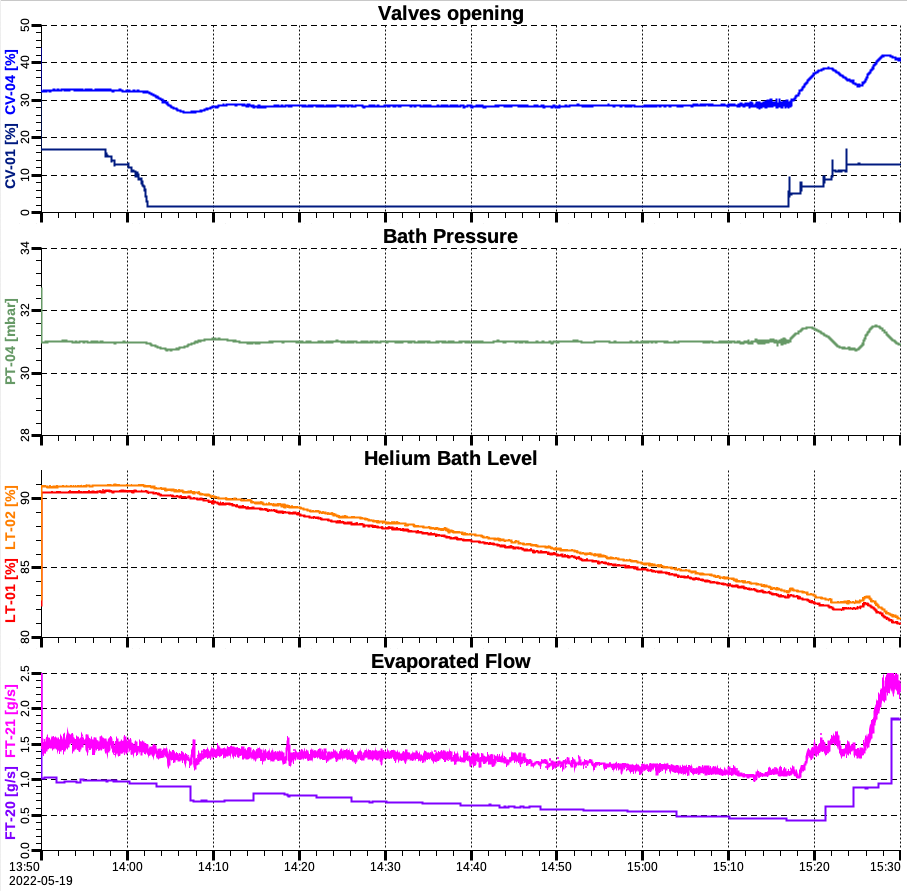 Valves opening
CV-04 [%]
CV-01 [%]
50
40
30
20
10
0
Bath Pressure
PT-04 [mbar]
34
32
30
28
Helium Bath Level
LT-02 [%]
LT-01 [%]
90
85
80
Evaporated Flow
FT-21 [g/s]
FT-20 [g/s]
2.5
2.0
1.5
1.0
0.5
0.0
13:50 14:00 14:10 14:20 14:30 14:40 14:50 15:00 15:10 15:20 15:30
2022-05-19